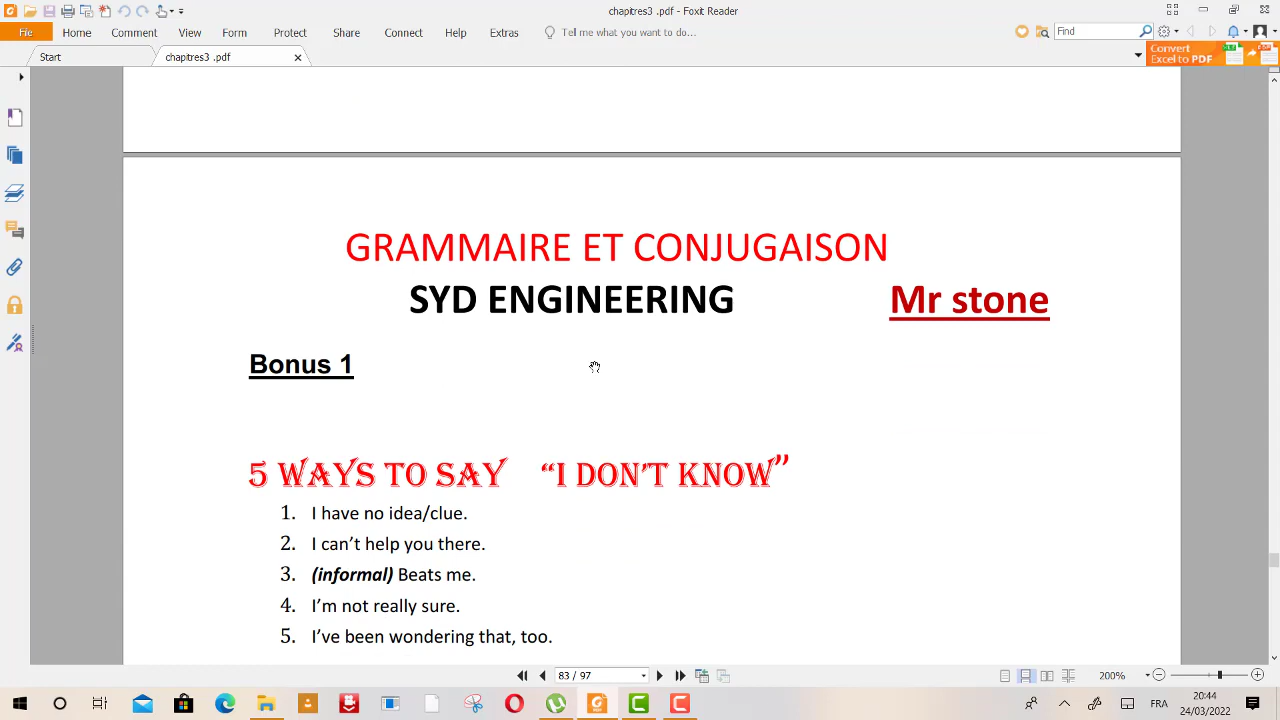 chapitres3 .pdf - Foxit Reader
File Home Comment View Form Protect Share Connect Help Extras Tell me what you want to do... Find
Start chapitres3 .pdf Convert Excel to PDF
GRAMMAIRE ET CONJUGAISON
SYD ENGINEERING Mr stone
Bonus 1
5 WAYS TO SAY “I DON’T KNOW”
1. I have no idea/clue.
2. I can’t help you there.
3. (informal) Beats me.
4. I’m not really sure.
5. I’ve been wondering that, too.
83 / 97 200%
20:44
FRA
24/03/2022